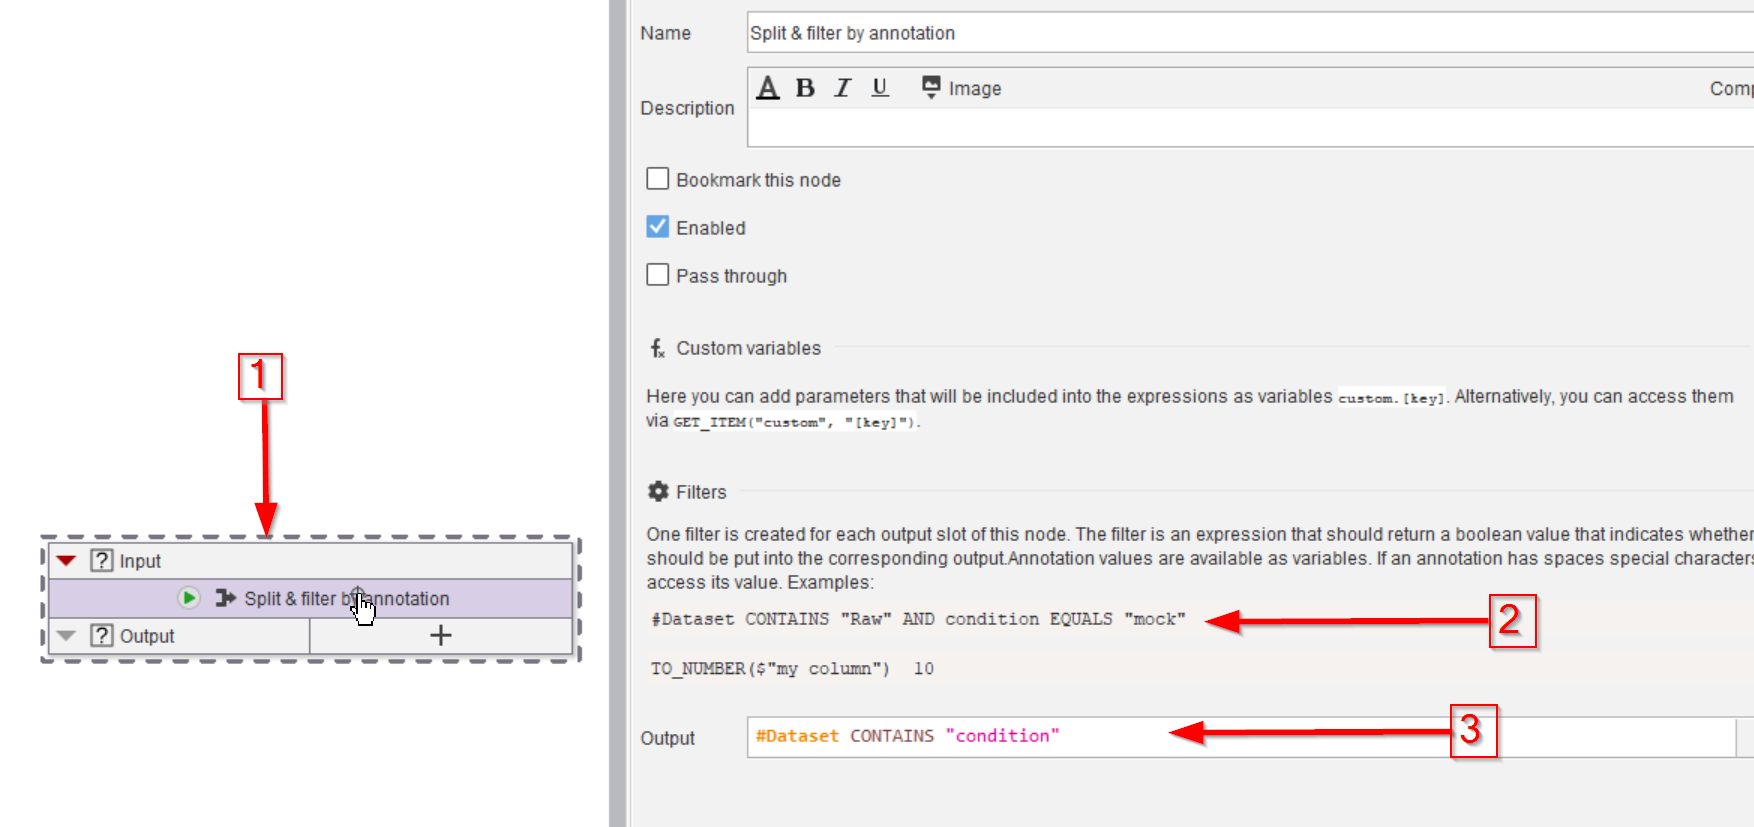 1
Input
Split & filter by annotation
Output
Name
Split & filter by annotation
Description
A B I U Image Comp
Bookmark this node
Enabled
Pass through
fx Custom variables
Here you can add parameters that will be included into the expressions as variables custom.[key]. Alternatively, you can access them
via GET_ITEM("custom", "[key]").
Filters
One filter is created for each output slot of this node. The filter is an expression that should return a boolean value that indicates whether
should be put into the corresponding output.Annotation values are available as variables. If an annotation has spaces special characters
access its value. Examples:
#Dataset CONTAINS "Raw" AND condition EQUALS "mock"
2
TO_NUMBER($"my column") 10
Output
#Dataset CONTAINS "condition"
3